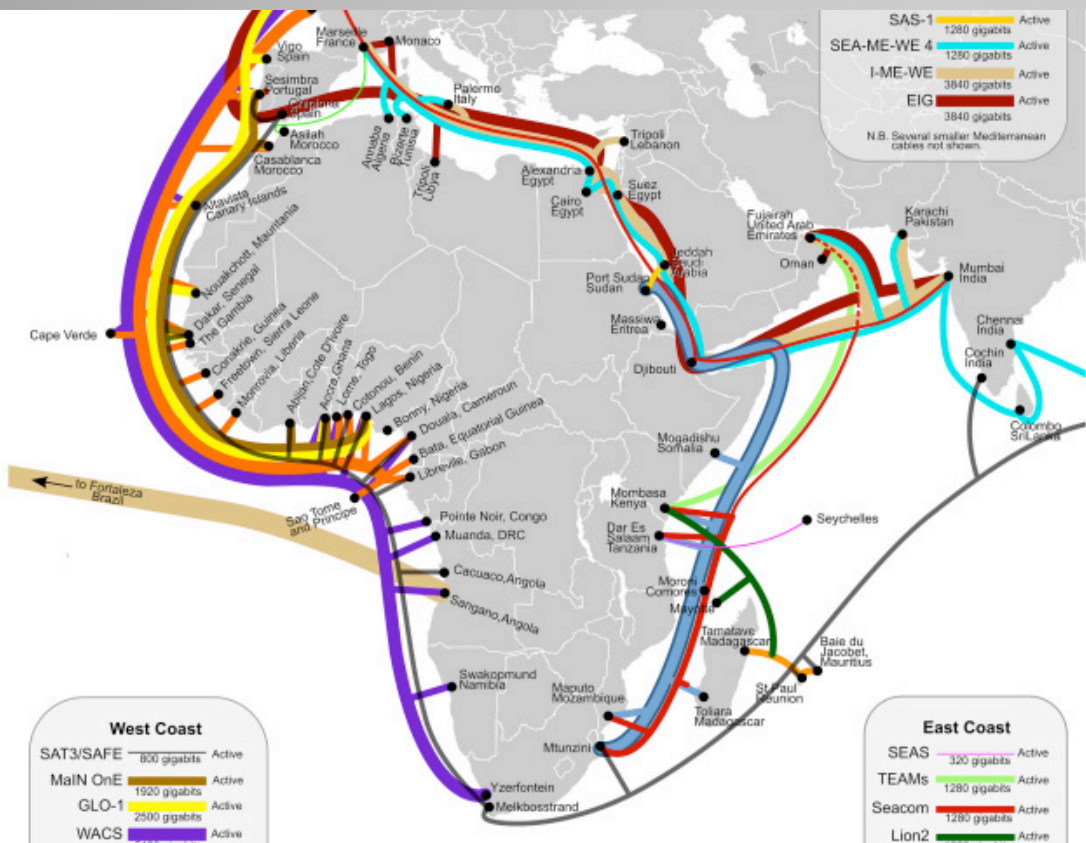 SAS-1
1280 gigabits
Active
SEA-ME-WE 4
1280 gigabits
Active
I-ME-WE
3840 gigabits
Active
EIG
3840 gigabits
Active
N.B. Several smaller Mediterranean
cables not shown.
Marseille
France
Monaco
Vigo
Spain
Sesimbra
Portugal
Spain
Asilah
Morocco
Casablanca
Morocco
Palermo
Italy
Annaba
Algeria
Bizerte
Tunisia
Tripoli
Libya
Tripoli
Lebanon
Alexandria
Egypt
Cairo
Egypt
Suez
Egypt
Altavista
Canary Islands
Fujairah
United Arab
Emirates
Oman
Karachi
Pakistan
Mumbai
India
Chennai
India
Cochin
India
Colombo
SriLanka
Jeddah
Saudi
Arabia
Port Sudan
Sudan
Massiwa
Eritrea
Djibouti
Nouakchott, Mauritania
Dakar, Senegal
The Gambia
Cape Verde
Conakrie, Guinea
Freetown, Sierra Leone
Monrovia, Liberia
Abijan,Cote D'ivoire
Accra,Ghana
Lome, Togo
Cotonou, Benin
Lagos, Nigeria
Bonny, Nigeria
Douala, Cameroun
Bata, Equatorial Guinea
Libreville, Gabon
to Fortaleza
Brazil
Sao Tome
and Principe
Pointe Noir, Congo
Muanda, DRC
Cacuaco,Angola
Sangano,Angola
Mogadishu
Somalia
Mombasa
Kenya
Dar Es
Salaam
Tanzania
Seychelles
Moroni
Comores
Mayotte
Tamatave
Madagascar
Baie du
Jacobet,
Mauritius
St Paul
Reunion
Toliara
Madagascar
Swakopmund
Namibia
Maputo
Mozambique
Mtunzini
Yzerfontein
Melkbosstrand
West Coast
SAT3/SAFE
800 gigabits
Active
MaIN OnE
1920 gigabits
Active
GLO-1
2500 gigabits
Active
WACS
Active
East Coast
SEAS
320 gigabits
Active
TEAMs
1280 gigabits
Active
Seacom
1280 gigabits
Active
Lion2
Active